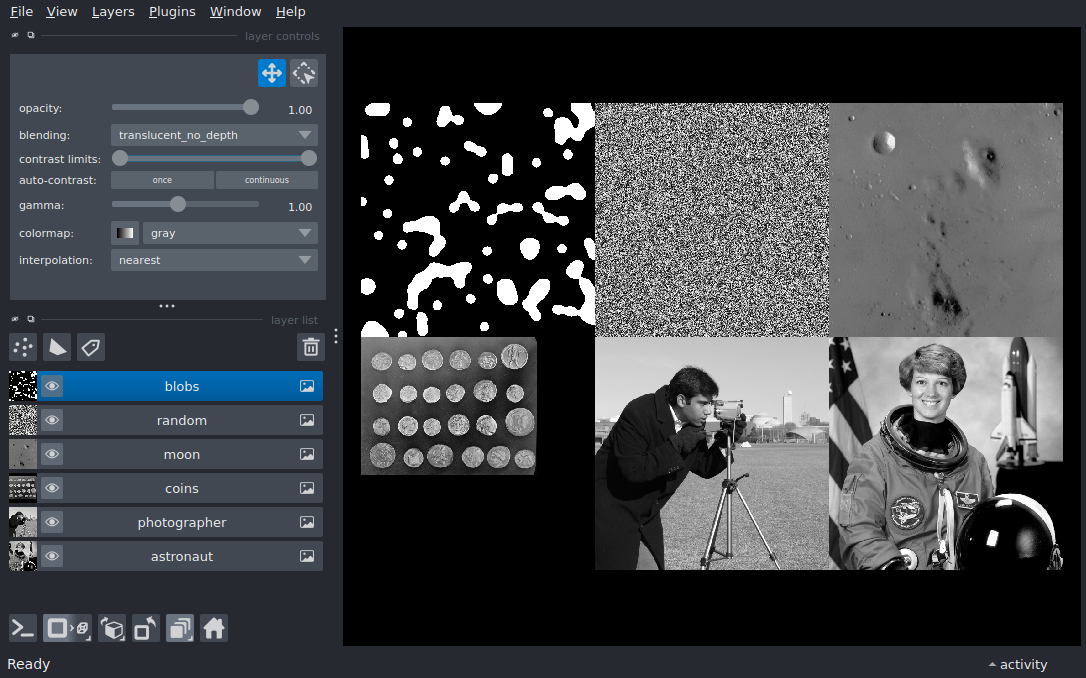 File View Layers Plugins Window Help
layer controls
opacity: 1.00
blending: translucent_no_depth
contrast limits:
auto-contrast: once continuous
gamma: 1.00
colormap: gray
interpolation: nearest
layer list
blobs
random
moon
coins
photographer
astronaut
Ready activity